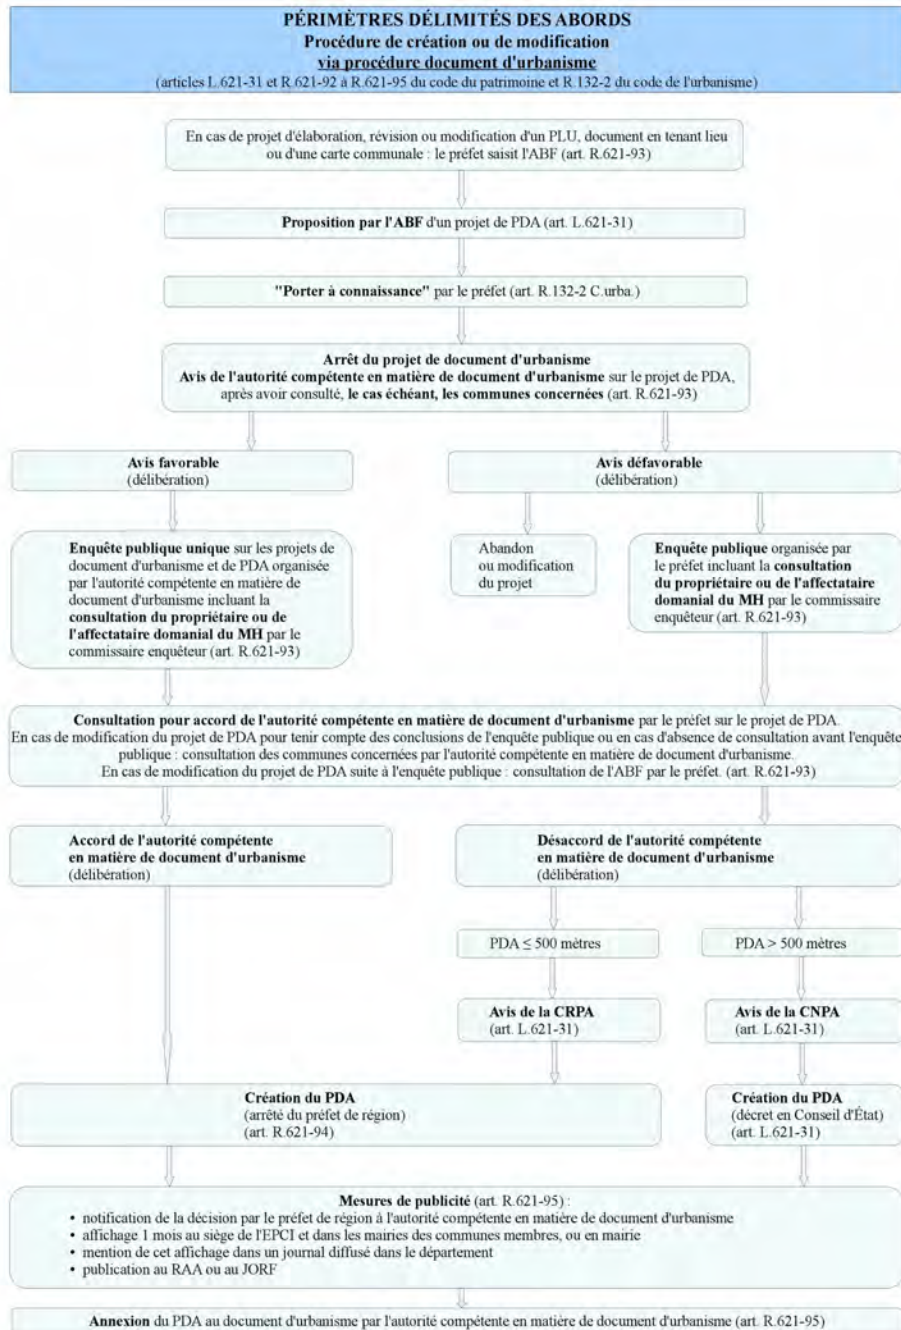 PÉRIMÈTRES DÉLIMITÉS DES ABORDS
Procédure de création ou de modification
via procédure document d'urbanisme
(articles L.621-31 et R.621-92 à R.621-95 du code du patrimoine et R.132-2 du code de l'urbanisme)
En cas de projet d'élaboration, révision ou modification d'un PLU, document en tenant lieu
ou d'une carte communale : le préfet saisit l'ABF (art. R.621-93)
Proposition par l'ABF d'un projet de PDA (art. L.621-31)
"Porter à connaissance" par le préfet (art. R.132-2 C.urba.)
Arrêt du projet de document d'urbanisme
Avis de l'autorité compétente en matière de document d'urbanisme sur le projet de PDA,
après avoir consulté, le cas échéant, les communes concernées (art. R.621-93)
Avis favorable
(délibération)
Avis défavorable
(délibération)
Enquête publique unique sur les projets de
document d'urbanisme et de PDA organisée
par l'autorité compétente en matière de
document d'urbanisme incluant la
consultation du propriétaire ou de
l'affectataire domanial du MH par le
commissaire enquêteur (art. R.621-93)
Abandon
ou modification
du projet
Enquête publique organisée par
le préfet incluant la consultation
du propriétaire ou de l'affectataire
domanial du MH par le commissaire
enquêteur (art. R.621-93)
Consultation pour accord de l'autorité compétente en matière de document d'urbanisme par le préfet sur le projet de PDA.
En cas de modification du projet de PDA pour tenir compte des conclusions de l'enquête publique ou en cas d'absence de consultation avant l'enquête
publique : consultation des communes concernées par l'autorité compétente en matière de document d'urbanisme.
En cas de modification du projet de PDA suite à l'enquête publique : consultation de l'ABF par le préfet. (art. R.621-93)
Accord de l'autorité compétente
en matière de document d'urbanisme
(délibération)
Désaccord de l'autorité compétente
en matière de document d'urbanisme
(délibération)
PDA ≤ 500 mètres
PDA > 500 mètres
Avis de la CRPA
(art. L.621-31)
Avis de la CNPA
(art. L.621-31)
Création du PDA
(arrêté du préfet de région)
(art. R.621-94)
Création du PDA
(décret en Conseil d'État)
(art. L.621-31)
Mesures de publicité (art. R.621-95) :
• notification de la décision par le préfet de région à l'autorité compétente en matière de document d'urbanisme
• affichage 1 mois au siège de l'EPCI et dans les mairies des communes membres, ou en mairie
• mention de cet affichage dans un journal diffusé dans le département
• publication au RAA ou au JORF
Annexion du PDA au document d'urbanisme par l'autorité compétente en matière de document d'urbanisme (art. R.621-95)